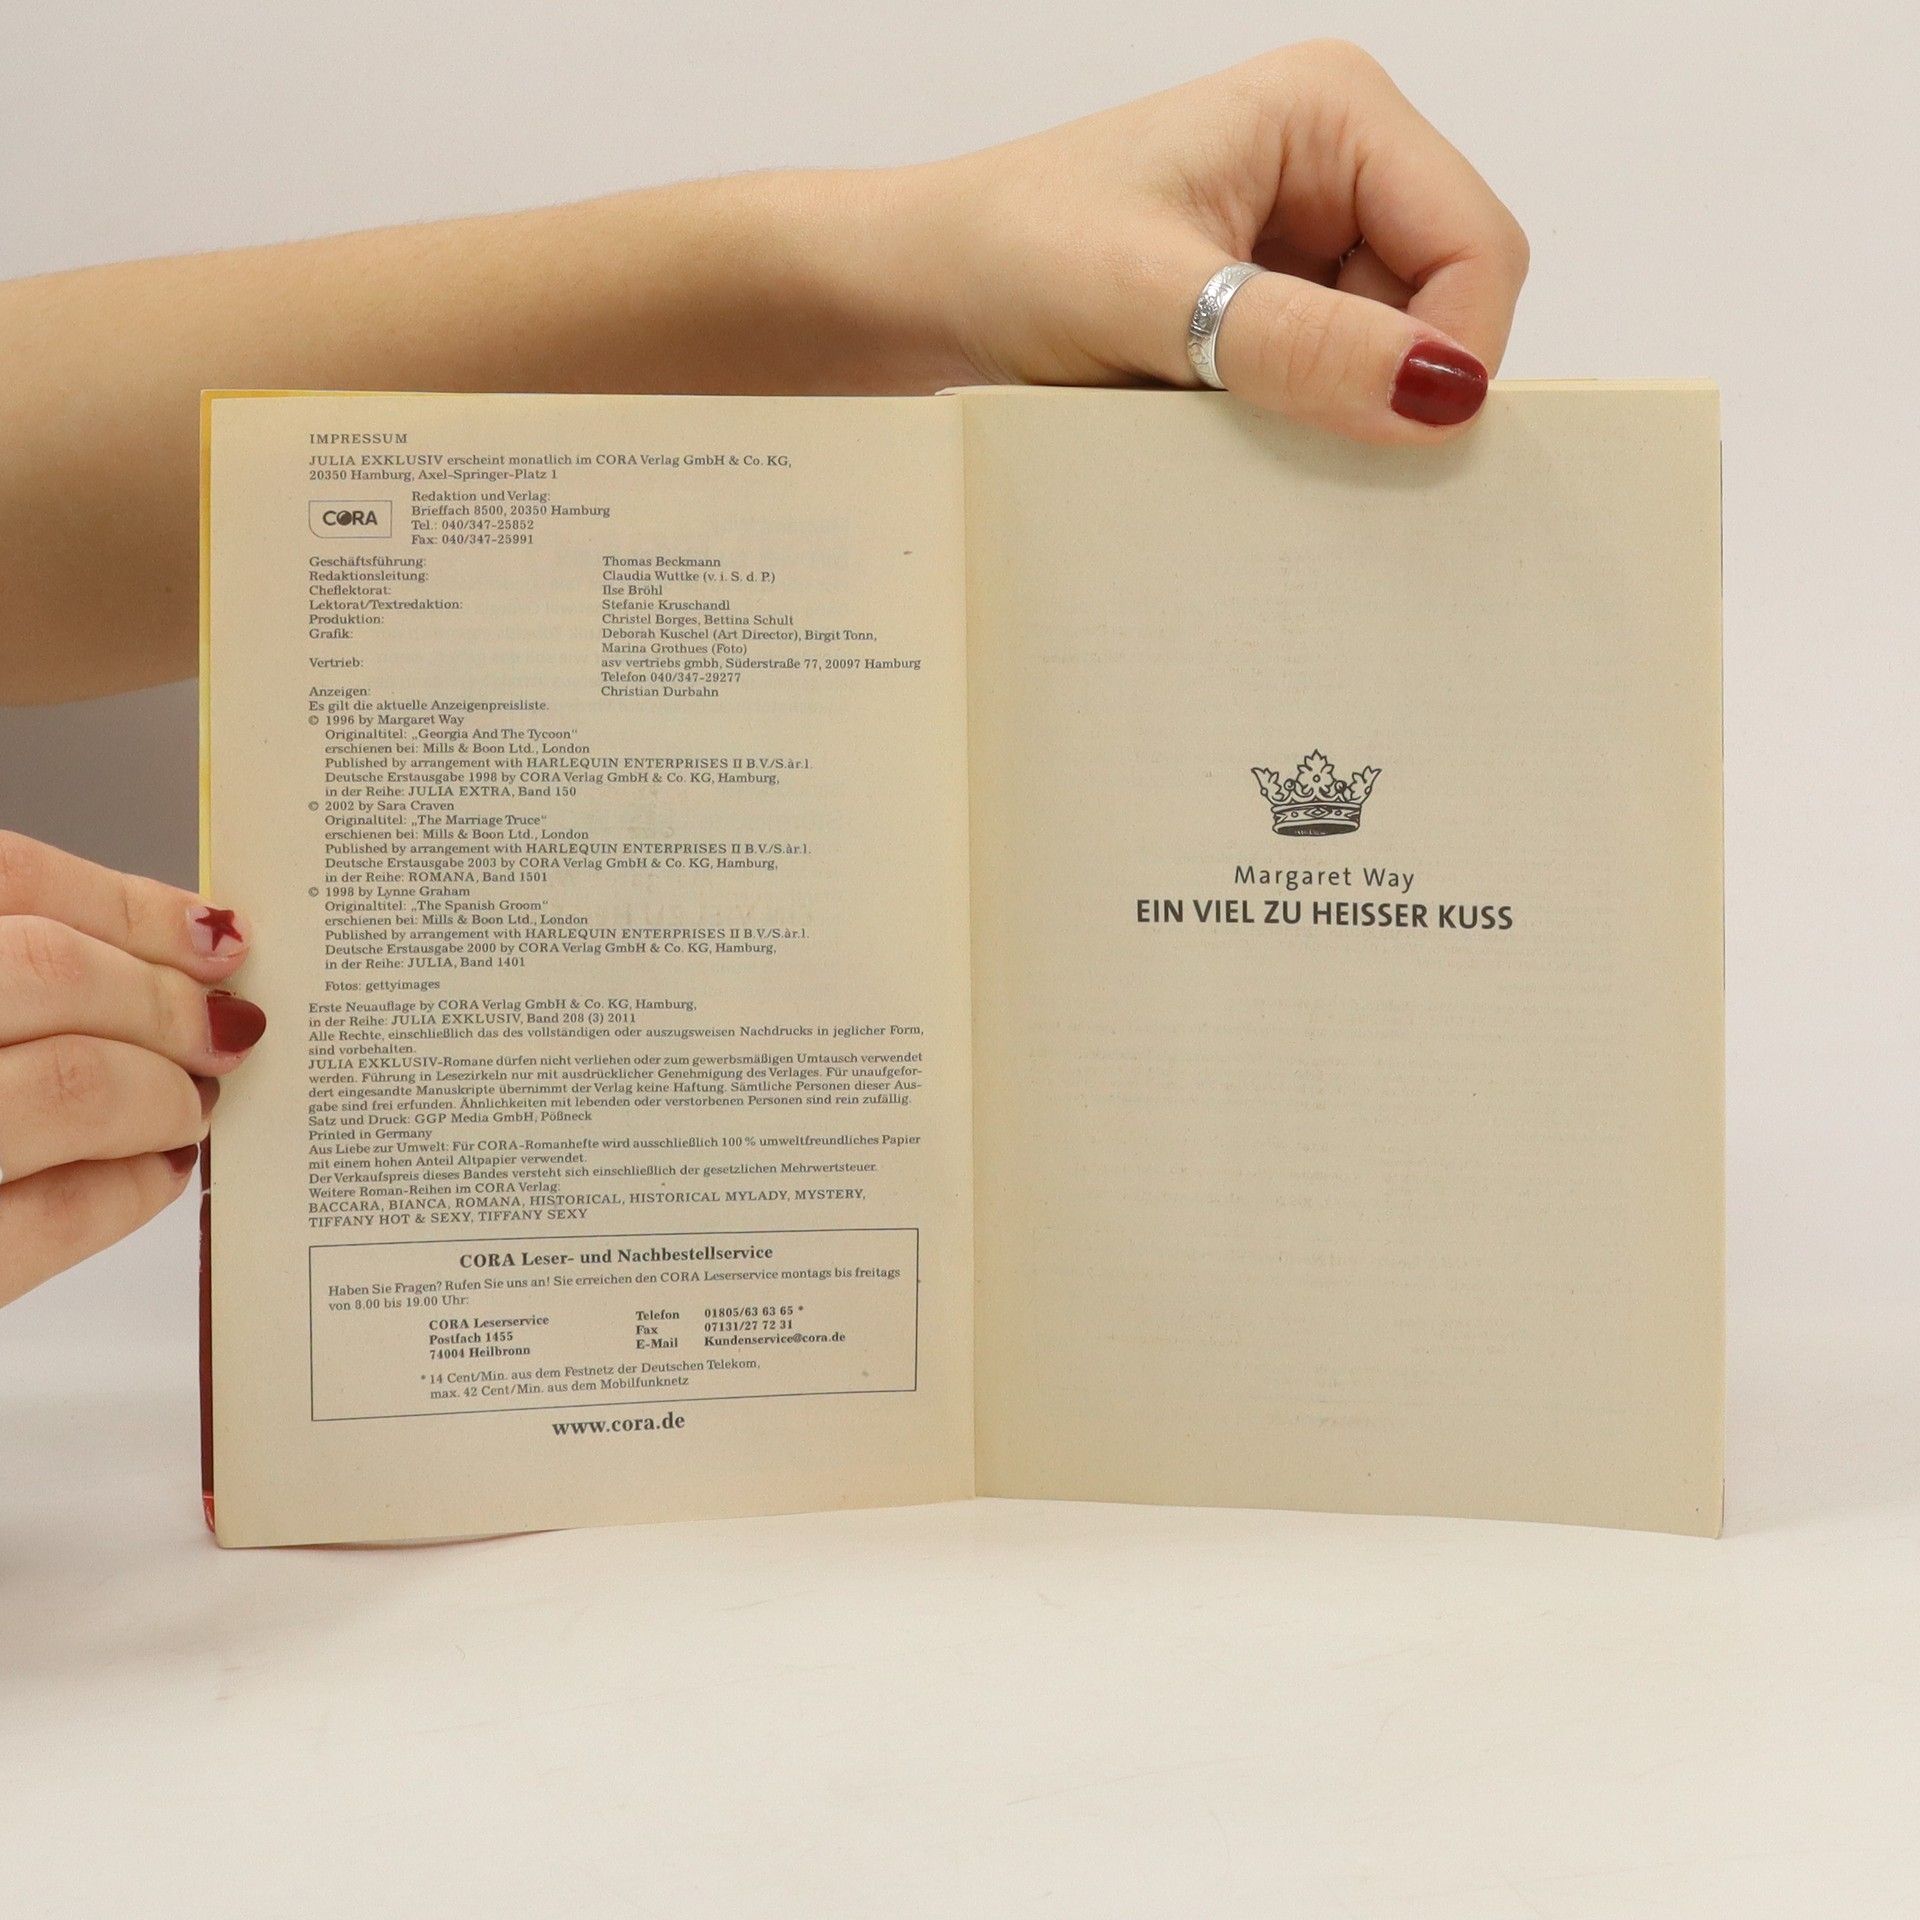 IMPRESSUM
JULIA EXKLUSIV erscheint monatlich im CORA Verlag GmbH & Co. KG,
20350 Hamburg, Axel-Springer-Platz 1
CORA
Redaktion und Verlag:
Brieffach 8500, 20350 Hamburg
Tel.: 040/347-25852
Fax: 040/347-25991
Geschäftsführung: Thomas Beckmann
Redaktionsleitung: Claudia Wuttke (v. i. S. d. P.)
Cheflektorat: Ilse Bröhl
Lektorat/Textredaktion: Stefanie Kruschandl
Produktion: Christel Borges, Bettina Schult
Grafik: Deborah Kuschel (Art Director), Birgit Tonn,
Marina Grothues (Foto)
Vertrieb: asv vertriebs gmbh, Süderstraße 77, 20097 Hamburg
Telefon 040/347-29277
Anzeigen: Christian Durbahn
Es gilt die aktuelle Anzeigenpreisliste.
© 1996 by Margaret Way
Originaltitel: „Georgia And The Tycoon“
erschienen bei: Mills & Boon Ltd., London
Published by arrangement with HARLEQUIN ENTERPRISES II B.V./S.àr.l.
Deutsche Erstausgabe 1998 by CORA Verlag GmbH & Co. KG, Hamburg,
in der Reihe: JULIA EXTRA, Band 150
© 2002 by Sara Craven
Originaltitel: „The Marriage Truce“
erschienen bei: Mills & Boon Ltd., London
Published by arrangement with HARLEQUIN ENTERPRISES II B.V./S.àr.l.
Deutsche Erstausgabe 2003 by CORA Verlag GmbH & Co. KG, Hamburg,
in der Reihe: ROMANA, Band 1501
© 1998 by Lynne Graham
Originaltitel: „The Spanish Groom“
erschienen bei: Mills & Boon Ltd., London
Published by arrangement with HARLEQUIN ENTERPRISES II B.V./S.àr.l.
Deutsche Erstausgabe 2000 by CORA Verlag GmbH & Co. KG, Hamburg,
in der Reihe: JULIA, Band 1401
Fotos: gettyimages
Erste Neuauflage by CORA Verlag GmbH & Co. KG, Hamburg,
in der Reihe: JULIA EXKLUSIV, Band 208 (3) 2011
Alle Rechte, einschließlich das des vollständigen oder auszugsweisen Nachdrucks in jeglicher Form,
sind vorbehalten.
JULIA EXKLUSIV-Romane dürfen nicht verliehen oder zum gewerbsmäßigen Umtausch verwendet
werden. Führung in Lesezirkeln nur mit ausdrücklicher Genehmigung des Verlages. Für unaufgefor-
dert eingesandte Manuskripte übernimmt der Verlag keine Haftung. Sämtliche Personen dieser Aus-
gabe sind frei erfunden. Ähnlichkeiten mit lebenden oder verstorbenen Personen sind rein zufällig.
Satz und Druck: GGP Media GmbH, Pößneck
Printed in Germany
Aus Liebe zur Umwelt: Für CORA-Romanhefte wird ausschließlich 100 % umweltfreundliches Papier
mit einem hohen Anteil Altpapier verwendet.
Der Verkaufspreis dieses Bandes versteht sich einschließlich der gesetzlichen Mehrwertsteuer.
Weitere Roman-Reihen im CORA Verlag:
BACCARA, BIANCA, ROMANA, HISTORICAL, HISTORICAL MYLADY, MYSTERY,
TIFFANY HOT & SEXY, TIFFANY SEXY
CORA Leser- und Nachbestellservice
Haben Sie Fragen? Rufen Sie uns an! Sie erreichen den CORA Leserservice montags bis freitags
von 8.00 bis 19.00 Uhr:
CORA Leserservice Telefon 01805/63 63 65 *
Postfach 1455 Fax 07131/27 72 31
74004 Heilbronn E-Mail Kundenservice@cora.de
* 14 Cent/Min. aus dem Festnetz der Deutschen Telekom,
max. 42 Cent/Min. aus dem Mobilfunknetz
www.cora.de
Margaret Way
EIN VIEL ZU HEISSER KUSS